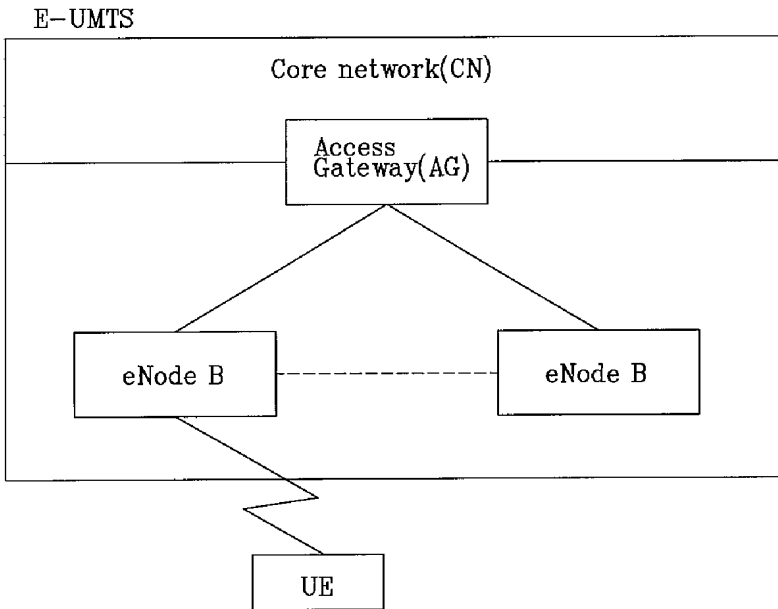 E-UMTS
Core network(CN)
Access
Gateway(AG)
eNode B
eNode B
UE